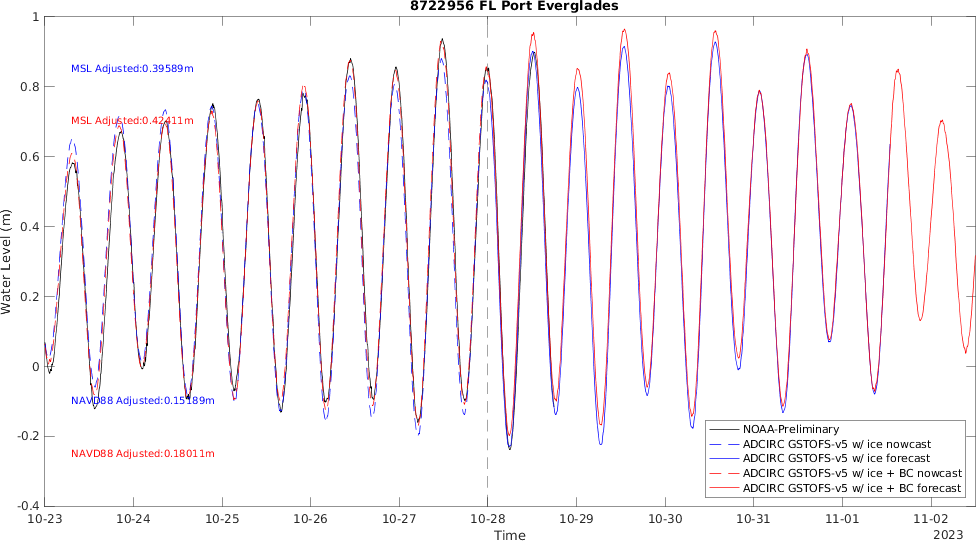 8722956 FL Port Everglades
1
0.8
0.6
0.4
0.2
0
-0.2
-0.4
Water Level (m)
MSL Adjusted:0.39589m
MSL Adjusted:0.42411m
NAVD88 Adjusted:0.15189m
NAVD88 Adjusted:0.18011m
NOAA-Preliminary
ADCIRC GSTOFS-v5 w/ ice nowcast
ADCIRC GSTOFS-v5 w/ ice forecast
ADCIRC GSTOFS-v5 w/ ice + BC nowcast
ADCIRC GSTOFS-v5 w/ ice + BC forecast
10-23 10-24 10-25 10-26 10-27 10-28 10-29 10-30 10-31 11-01 11-02
2023
Time